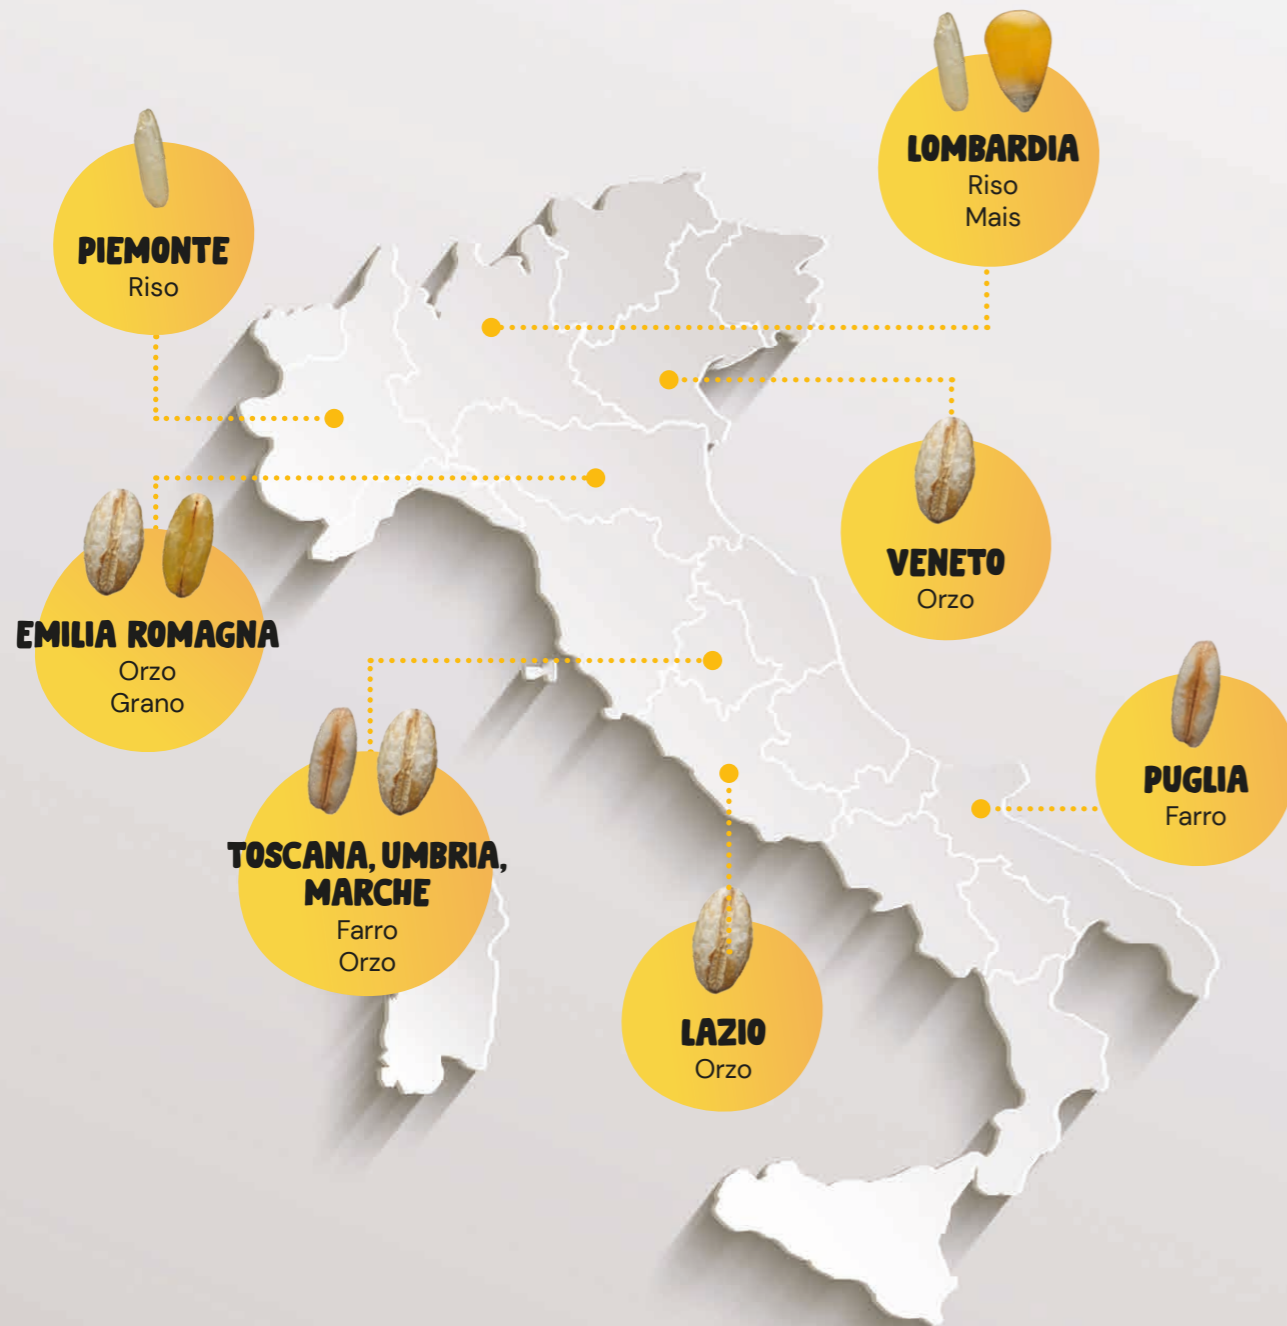 LOMBARDIA
Riso
Mais
PIEMONTE
Riso
VENETO
Orzo
EMILIA ROMAGNA
Orzo
Grano
PUGLIA
Farro
TOSCANA, UMBRIA,
MARCHE
Farro
Orzo
LAZIO
Orzo